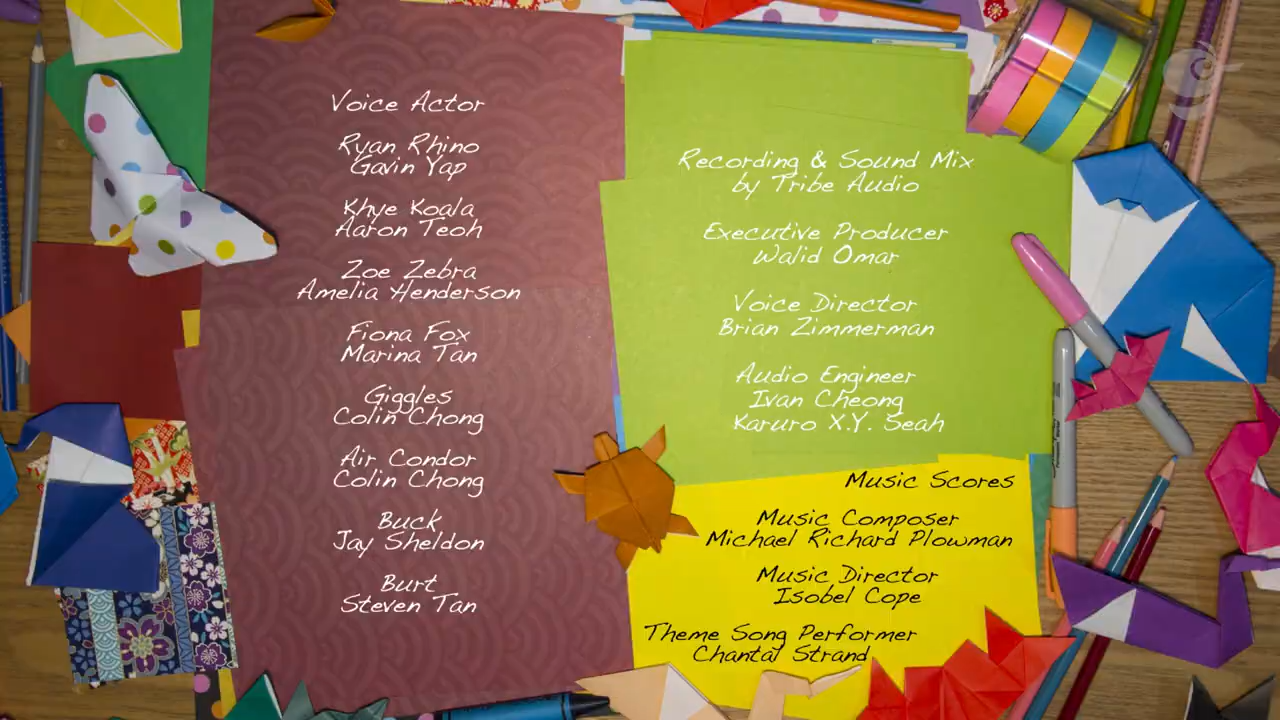 Voice Actor
Ryan Rhino
Gavin Yap
Khye Koala
Aaron Teoh
Zoe Zebra
Amelia Henderson
Fiona Fox
Marina Tan
Giggles
Colin Chong
Air Condor
Colin Chong
Buck
Jay Sheldon
Burt
Steven Tan
Recording & Sound Mix
by Tribe Audio
Executive Producer
Walid Omar
Voice Director
Brian Zimmerman
Audio Engineer
Ivan Cheong
Karuro X.Y. Seah
Music Scores
Music Composer
Michael Richard Plowman
Music Director
Isobel Cope
Theme Song Performer
Chantal Strand